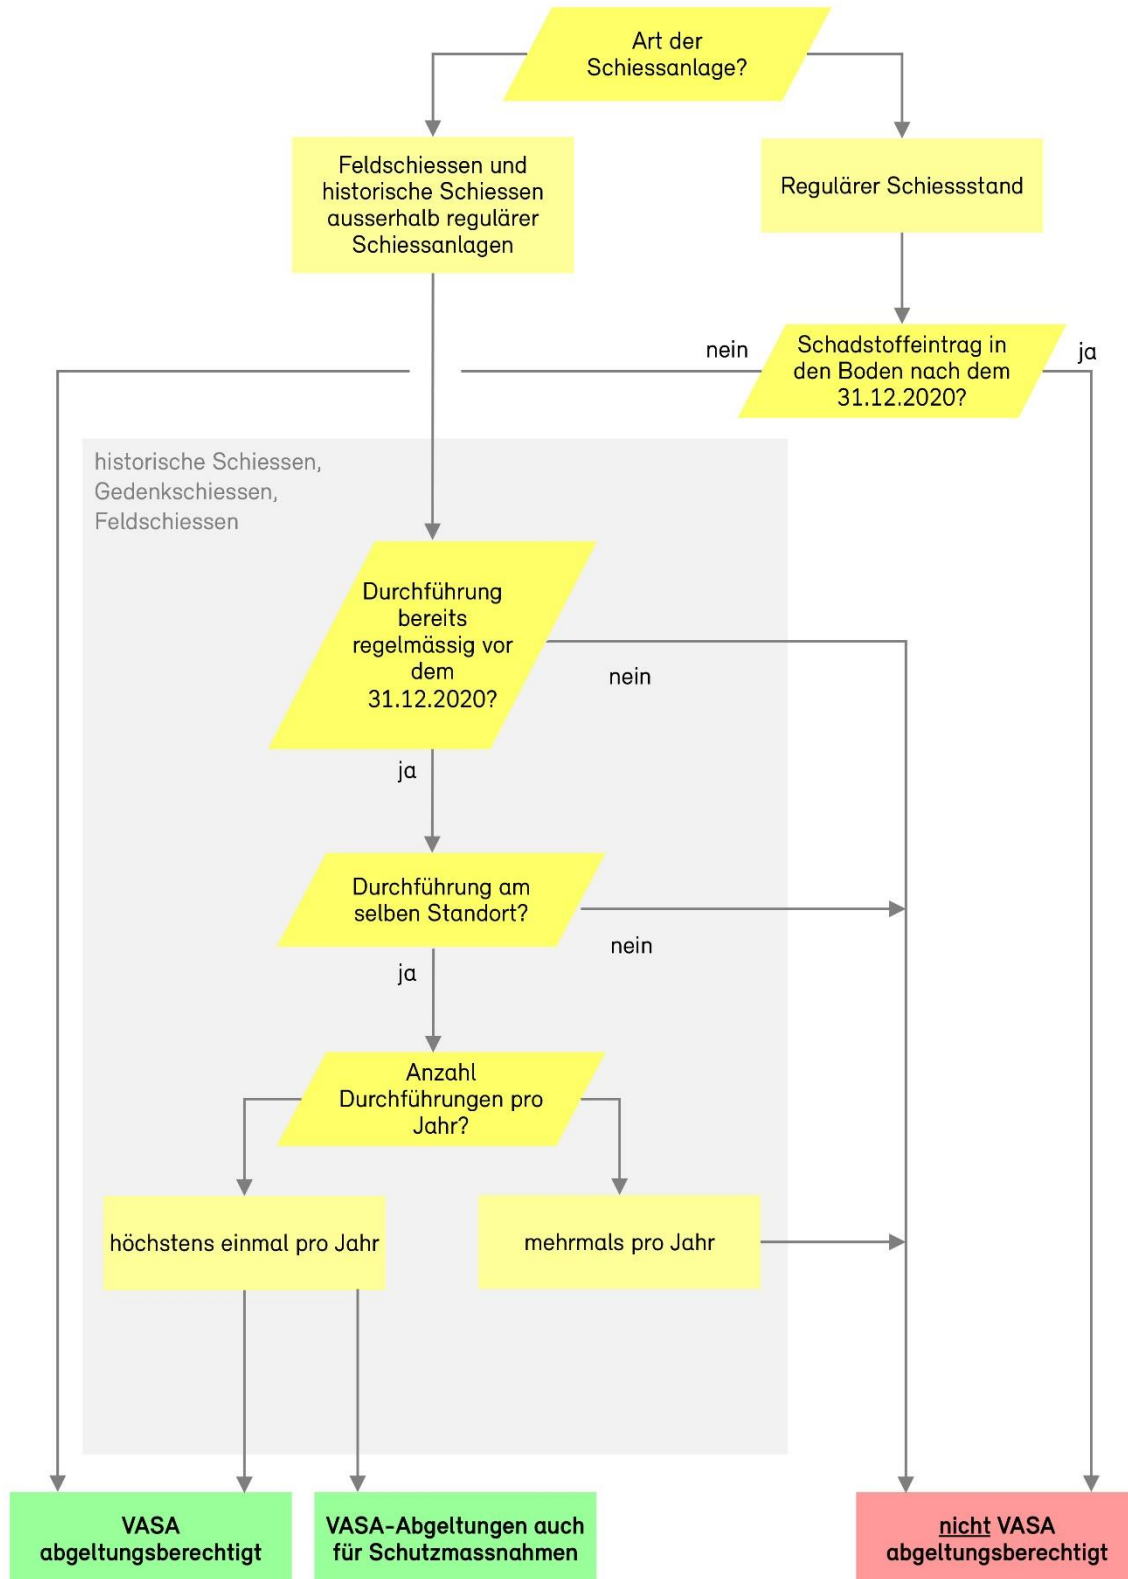 Art der
Schiessanlage?
Feldschiessen und
historische Schiessen
ausserhalb regulärer
Schiessanlagen
Regulärer Schiessstand
nein
Schadstoffeintrag in
den Boden nach dem
31.12.2020?
ja
historische Schiessen,
Gedenkschiessen,
Feldschiessen
Durchführung
bereits
regelmässig vor
dem
31.12.2020?
nein
ja
Durchführung am
selben Standort?
nein
ja
Anzahl
Durchführungen pro
Jahr?
höchstens einmal pro Jahr
mehrmals pro Jahr
VASA
abgeltungsberechtigt
VASA-Abgeltungen auch
für Schutzmassnahmen
nicht VASA
abgeltungsberechtigt